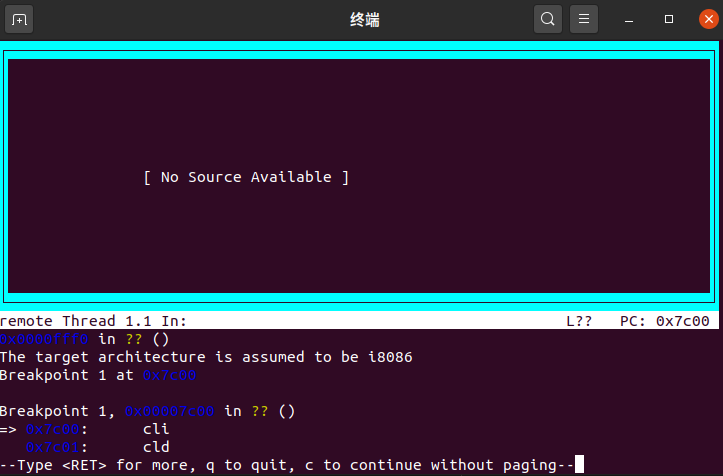 终端
[ No Source Available ]
remote Thread 1.1 In: L?? PC: 0x7c00
0x0000fff0 in ?? ()
The target architecture is assumed to be i8086
Breakpoint 1 at 0x7c00
Breakpoint 1, 0x00007c00 in ?? ()
=> 0x7c00: cli
0x7c01: cld
--Type <RET> for more, q to quit, c to continue without paging--